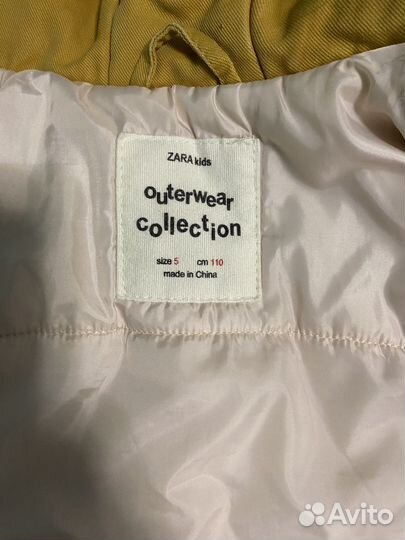 ZARA kids
outerwear
collection
size 5 cm 110
made in China
Avito